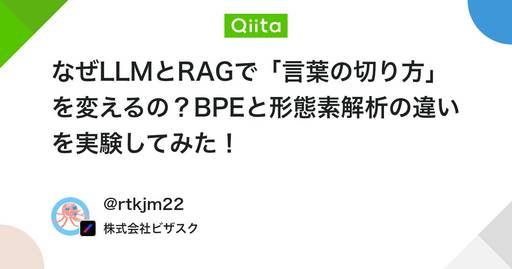 Qiita
なぜLLMとRAGで「言葉の切り方」
を変えるの？BPEと形態素解析の違い
を実験してみた！
@rtkjm22
株式会社ビザスク